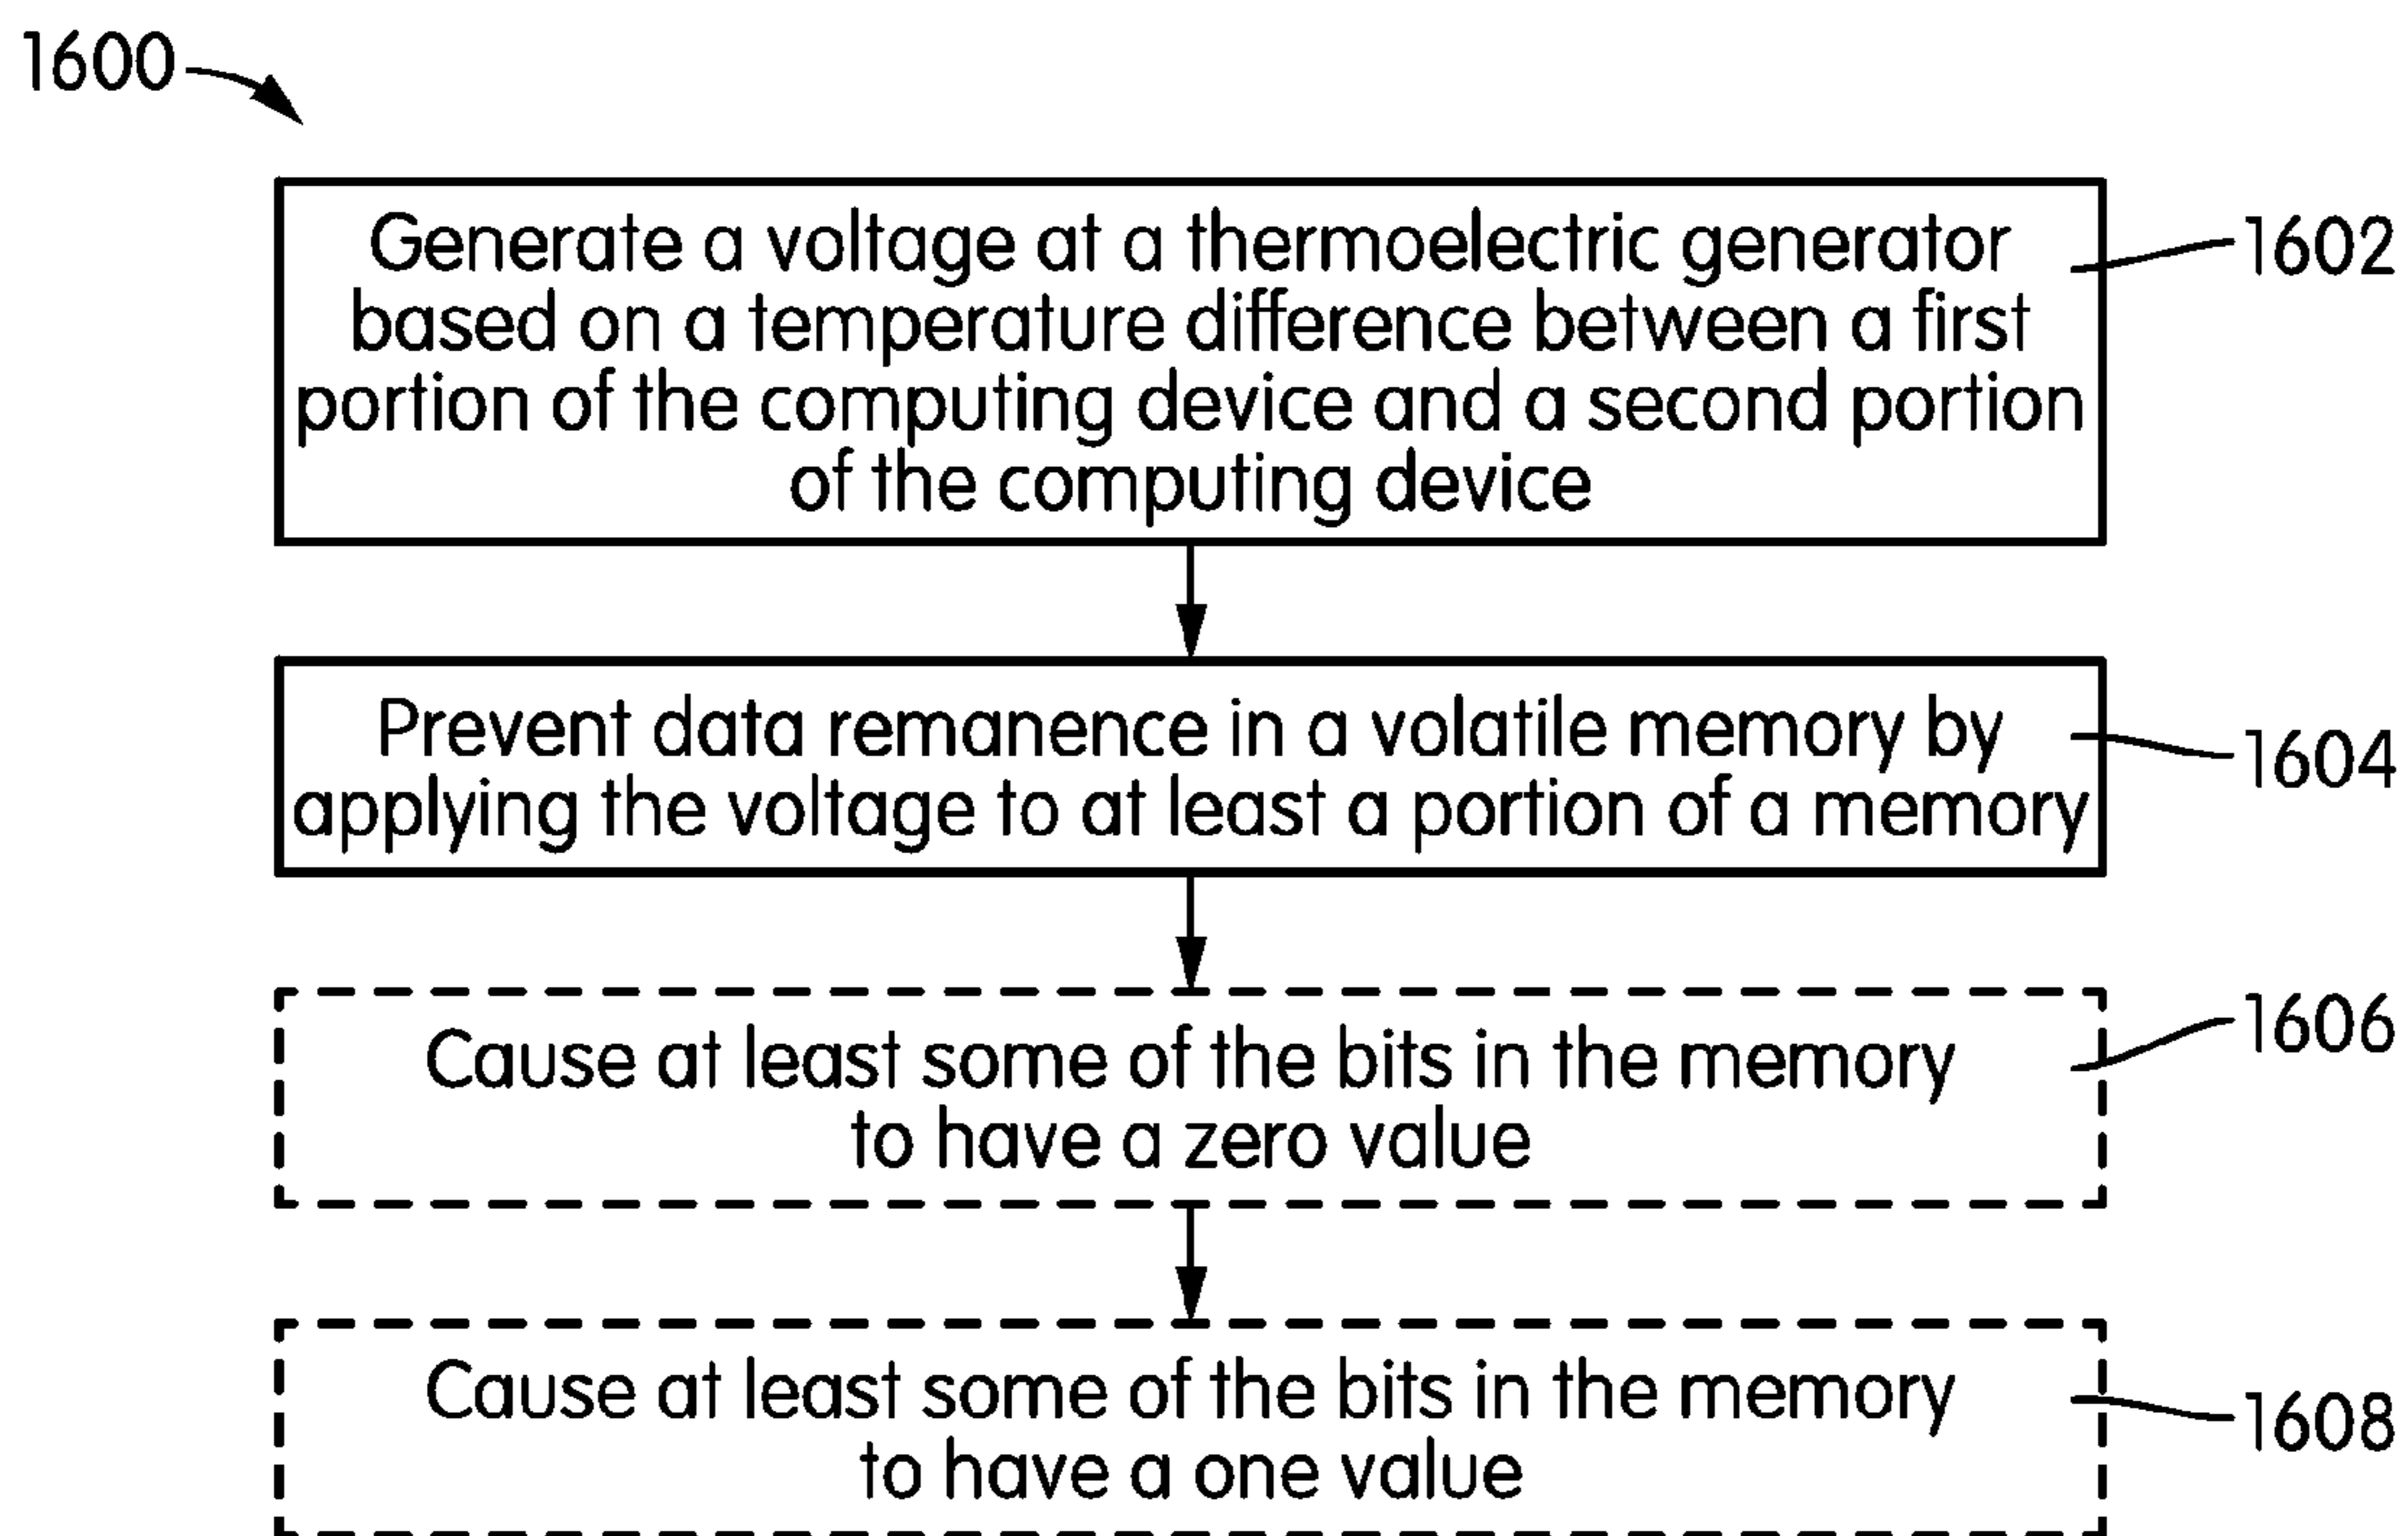 1600
Generate a voltage at a thermoelectric generator
based on a temperature difference between a first
portion of the computing device and a second portion
of the computing device
1602
Prevent data remanence in a volatile memory by
applying the voltage to at least a portion of a memory
1604
Cause at least some of the bits in the memory
to have a zero value
1606
Cause at least some of the bits in the memory
to have a one value
1608